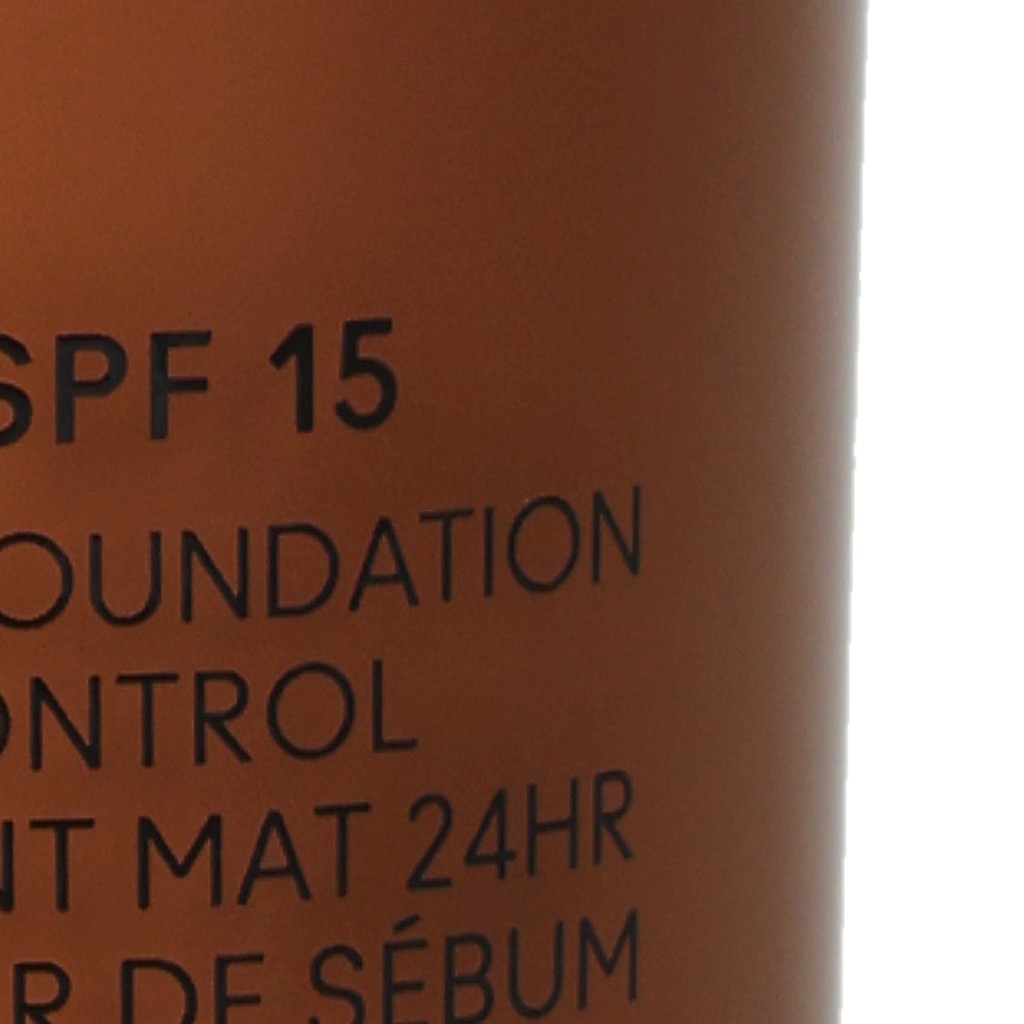 SPF 15
OUNDATION
ONTROL
NT MAT 24HR
R DE SÉBUM